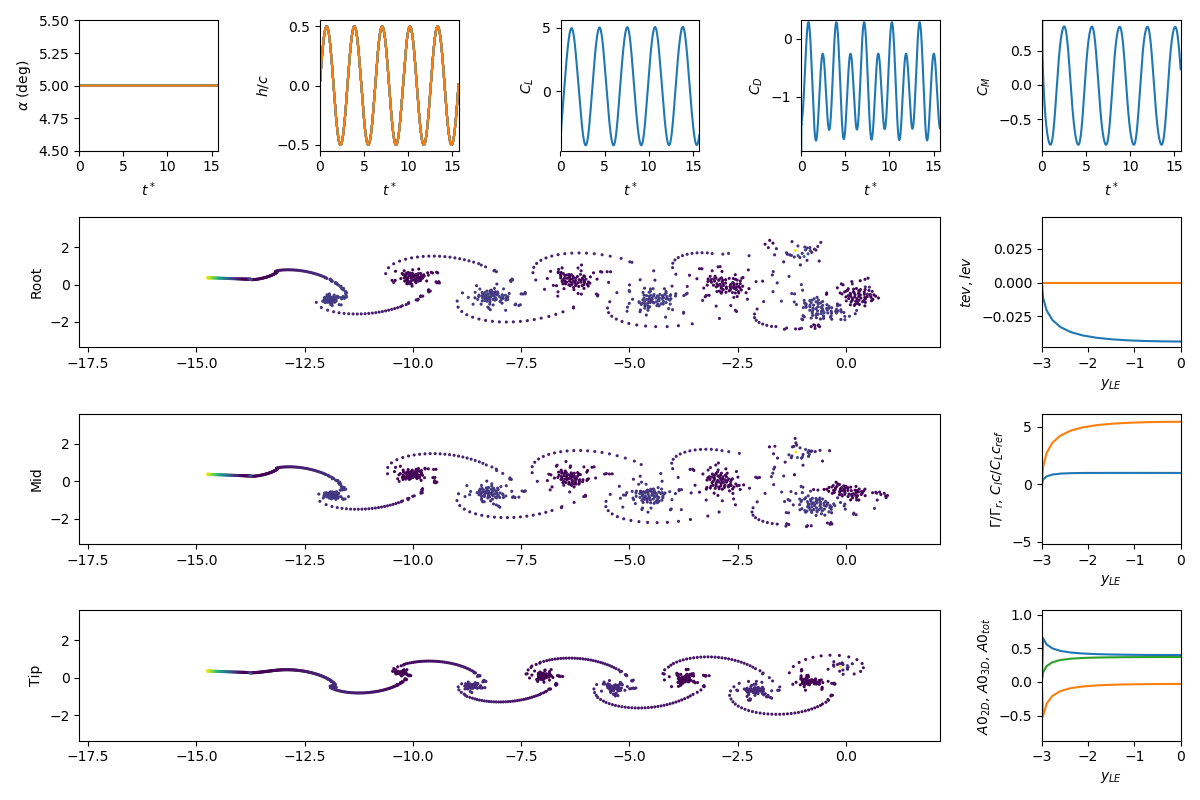 α (deg)
5.50
5.25
5.00
4.75
4.50
0 5 10 15
t*
h/c
0.5
0.0
−0.5
0 5 10 15
t*
C_L
5
0
0 5 10 15
t*
C_D
0
−1
0 5 10 15
t*
C_M
0.5
0.0
−0.5
0 5 10 15
t*
Root
2
0
−2
−17.5 −15.0 −12.5 −10.0 −7.5 −5.0 −2.5 0.0
tev, lev
0.025
0.000
−0.025
−3 −2 −1 0
y_LE
Mid
2
0
−2
−17.5 −15.0 −12.5 −10.0 −7.5 −5.0 −2.5 0.0
Γ/Γ_r, C_lc/C_Lc_ref
5
0
−5
−3 −2 −1 0
y_LE
Tip
2
0
−2
−17.5 −15.0 −12.5 −10.0 −7.5 −5.0 −2.5 0.0
A0_2D, A0_3D, A0_tot
1.0
0.5
0.0
−0.5
−3 −2 −1 0
y_LE